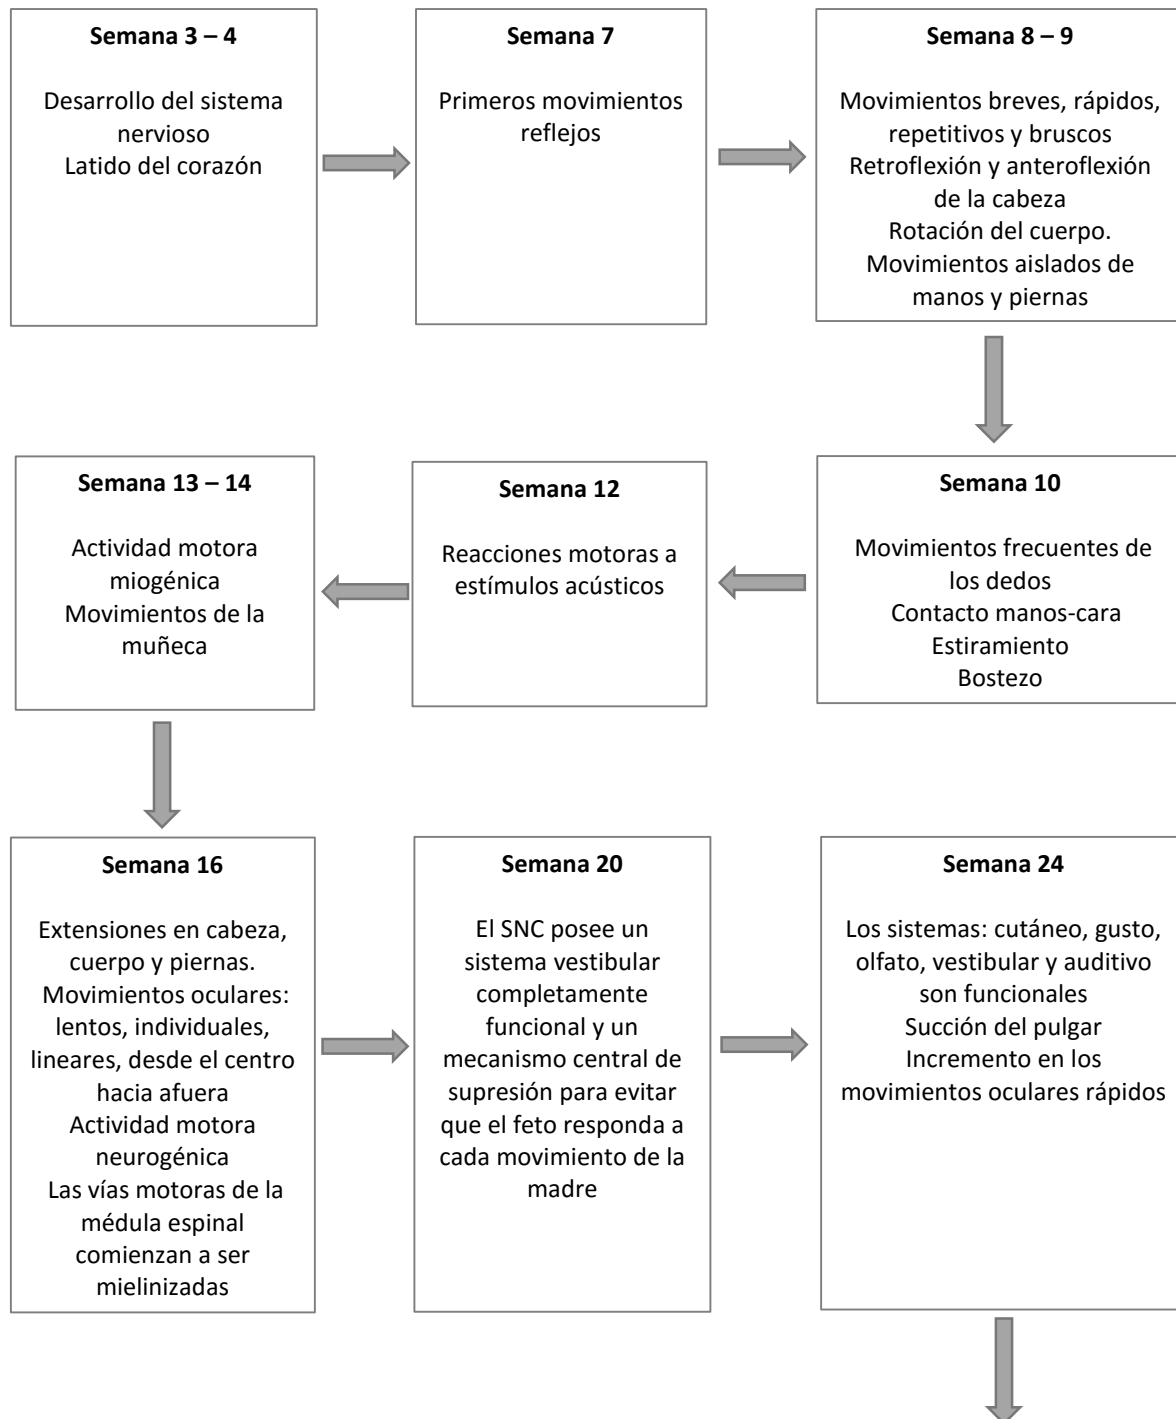 Semana 3 – 4
Desarrollo del sistema
nervioso
Latido del corazón
Semana 7
Primeros movimientos
reflejos
Semana 8 – 9
Movimientos breves, rápidos,
repetitivos y bruscos
Retroflexión y anteroflexión
de la cabeza
Rotación del cuerpo.
Movimientos aislados de
manos y piernas
Semana 10
Movimientos frecuentes de
los dedos
Contacto manos-cara
Estiramiento
Bostezo
Semana 12
Reacciones motoras a
estímulos acústicos
Semana 13 – 14
Actividad motora
miogénica
Movimientos de la
muñeca
Semana 16
Extensiones en cabeza,
cuerpo y piernas.
Movimientos oculares:
lentos, individuales,
lineares, desde el centro
hacia afuera
Actividad motora
neurogénica
Las vías motoras de la
médula espinal
comienzan a ser
mielinizadas
Semana 20
El SNC posee un
sistema vestibular
completamente
funcional y un
mecanismo central de
supresión para evitar
que el feto responda a
cada movimiento de la
madre
Semana 24
Los sistemas: cutáneo, gusto,
olfato, vestibular y auditivo
son funcionales
Succión del pulgar
Incremento en los
movimientos oculares rápidos